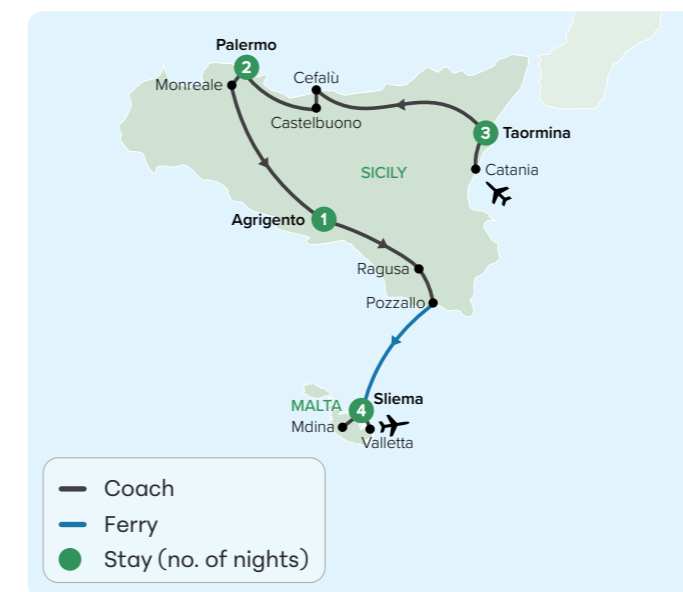 Palermo
2
Monreale
Cefalù
Castelbuono
3
Taormina
Catania
SICILY
Agrigento
1
Ragusa
Pozzallo
MALTA
4
Sliema
Mdina
Valletta
Coach
Ferry
Stay (no. of nights)